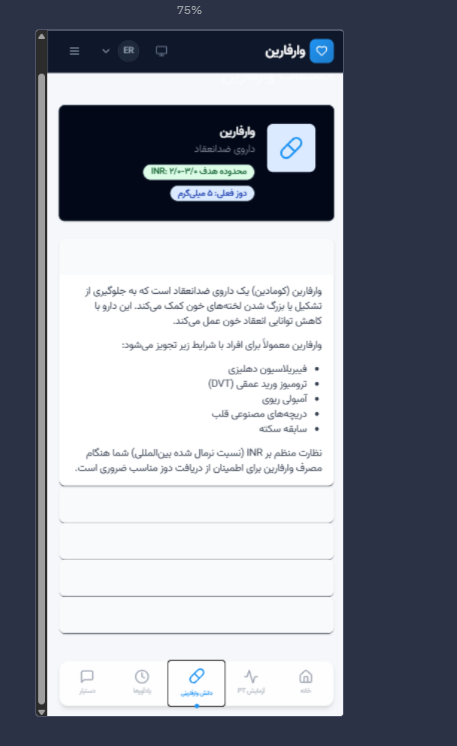 75%
وارفارین
ER
وارفارین
داروی ضدانعقاد
محدوده هدف INR: ۲/۰-۳/۰
دوز فعلی: ۵ میلی‌گرم
وارفارین (کومادین) یک داروی ضدانعقاد است که به جلوگیری از
تشکیل یا بزرگ شدن لخته‌های خون کمک می‌کند. این دارو با
کاهش توانایی انعقاد خون عمل می‌کند.
وارفارین معمولاً برای افراد با شرایط زیر تجویز می‌شود:
• فیبریلاسیون دهلیزی
• ترومبوز ورید عمقی (DVT)
• آمبولی ریوی
• دریچه‌های مصنوعی قلب
• سابقه سکته
نظارت منظم بر INR (نسبت نرمال شده بین‌المللی) شما هنگام
مصرف وارفارین برای اطمینان از دریافت دوز مناسب ضروری است.
خانه
آزمایش PT
دانش وارفارین
یادآورها
دستیار